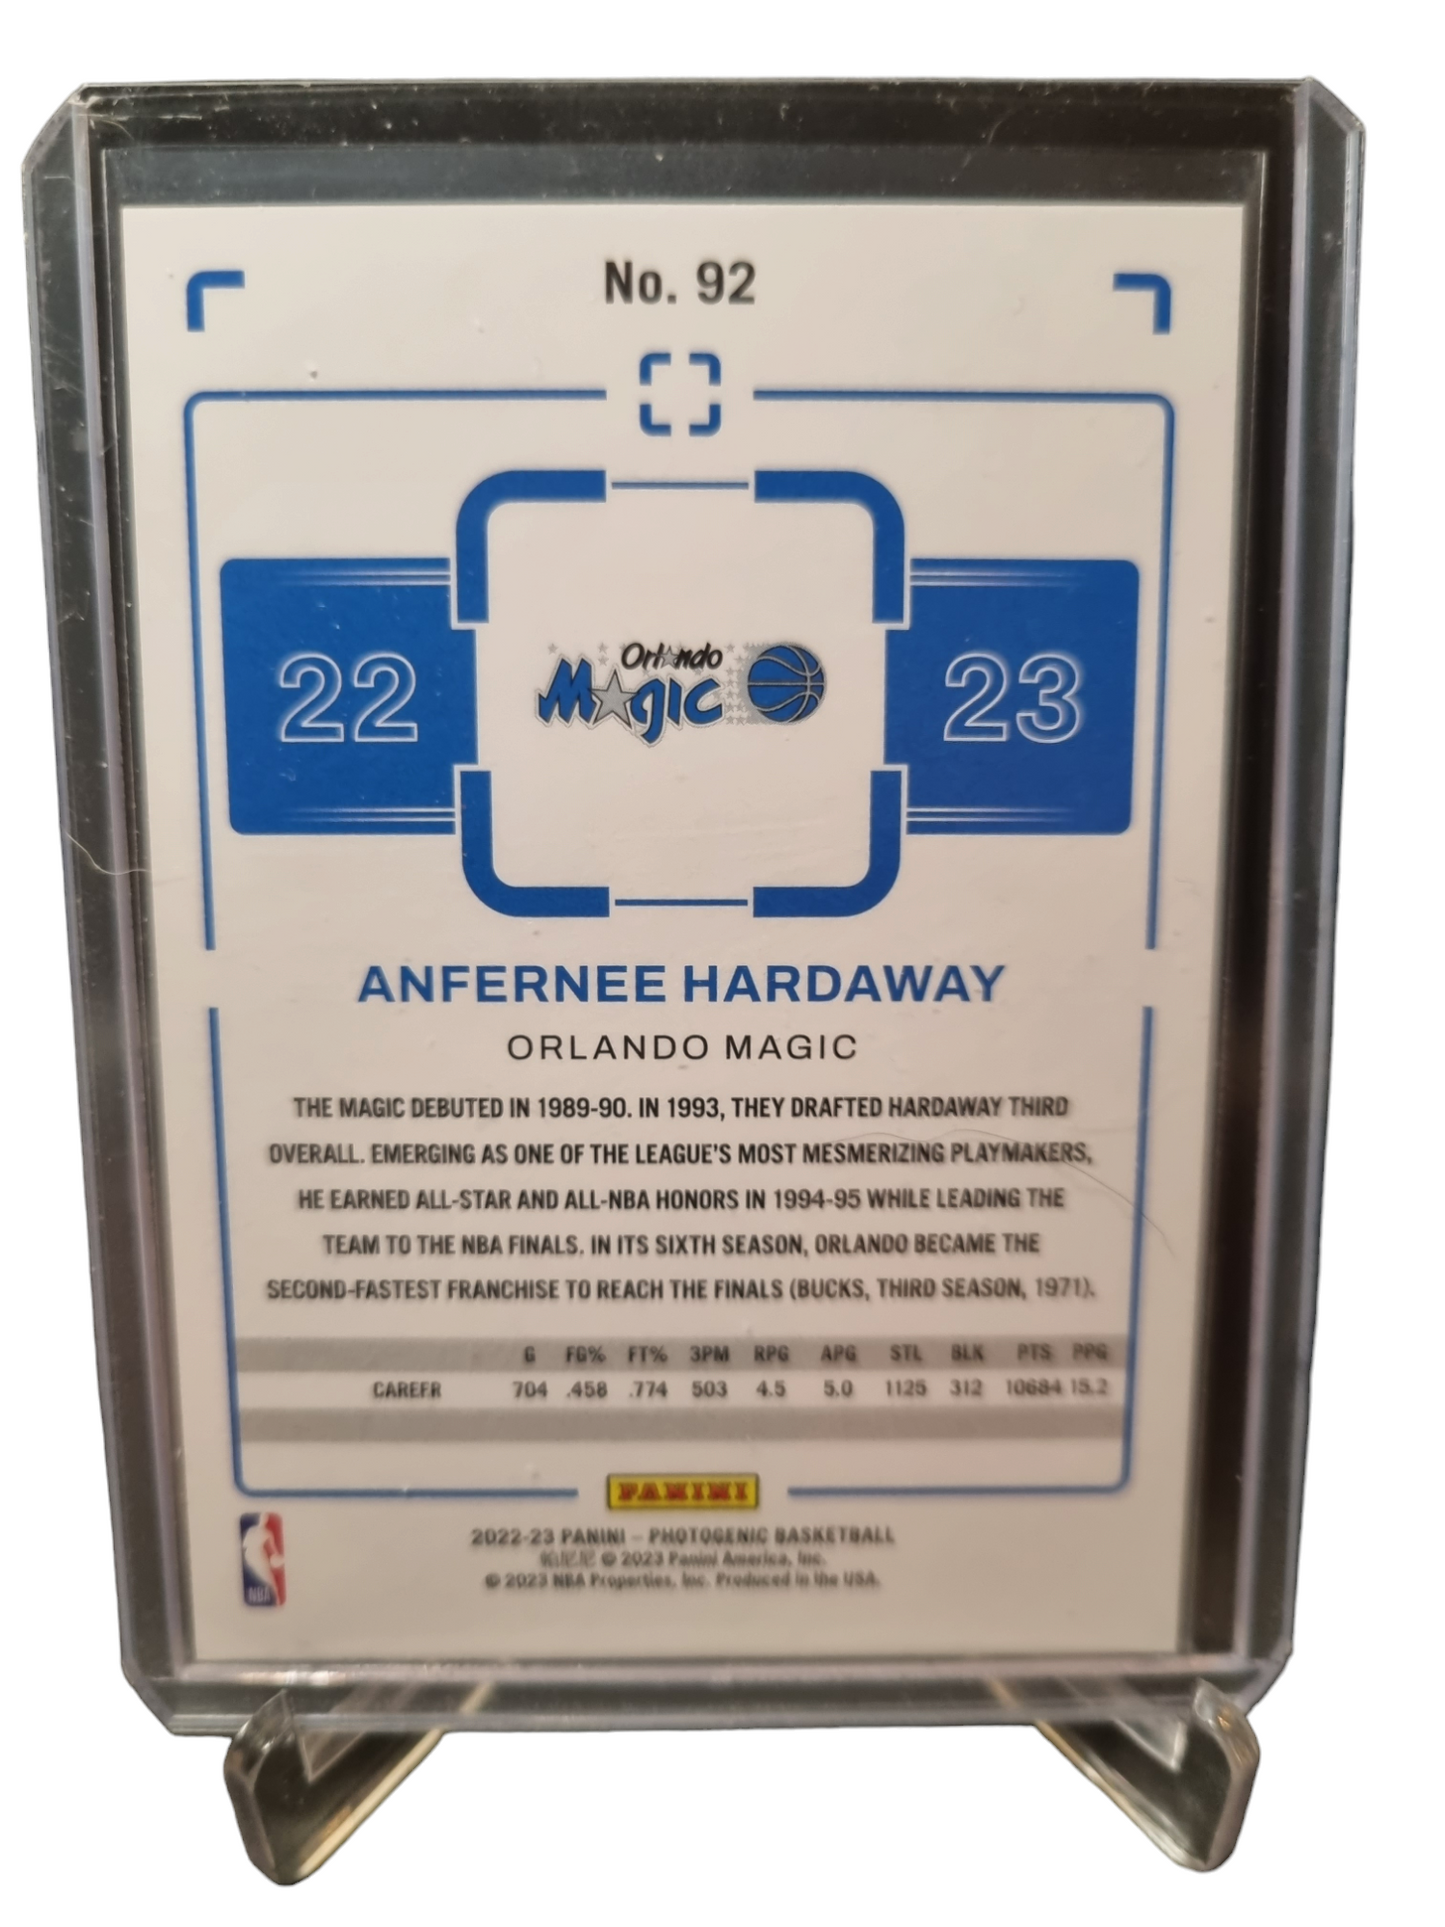 No. 92
22
Orlando
Magic
23
ANFERNEE HARDAWAY
ORLANDO MAGIC
THE MAGIC DEBUTED IN 1989-90. IN 1993, THEY DRAFTED HARDAWAY THIRD
OVERALL. EMERGING AS ONE OF THE LEAGUE'S MOST MESMERIZING PLAYMAKERS,
HE EARNED ALL-STAR AND ALL-NBA HONORS IN 1994-95 WHILE LEADING THE
TEAM TO THE NBA FINALS. IN ITS SIXTH SEASON, ORLANDO BECAME THE
SECOND-FASTEST FRANCHISE TO REACH THE FINALS (BUCKS, THIRD SEASON, 1971).
G FG% FT% 3PM RPG APG STL BLK PTS PPG
CAREER 704 .458 .774 503 4.5 5.0 1125 312 10684 15.2
PANINI
2022-23 PANINI – PHOTOGENIC BASKETBALL
© 2023 Panini America, Inc.
© 2023 NBA Properties, Inc. Produced in the USA.
NBA